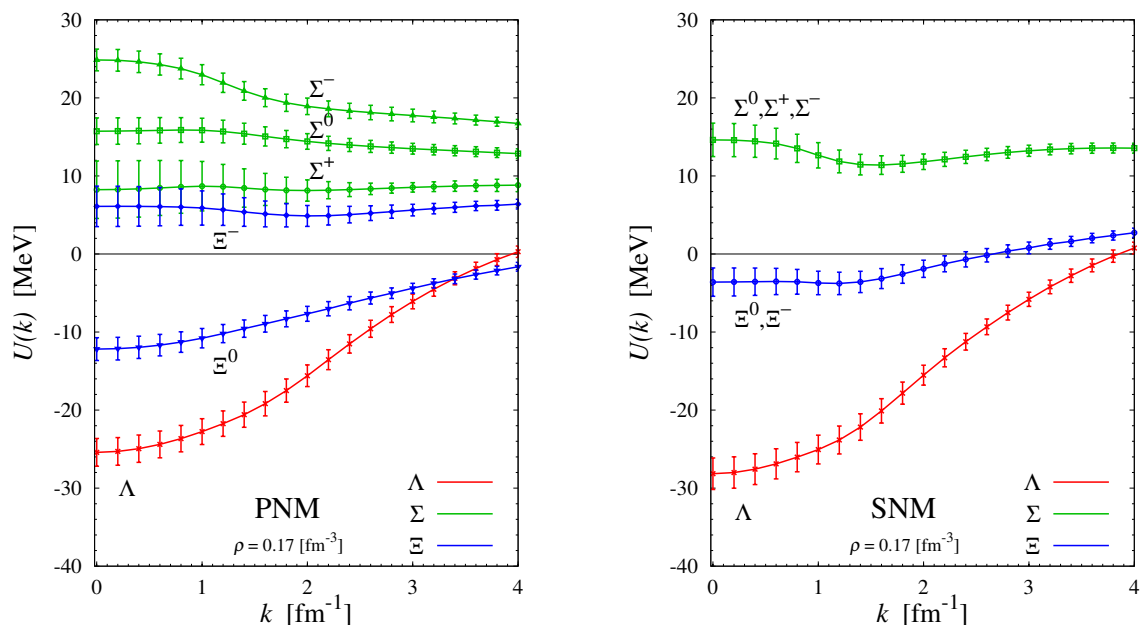 30
20
10
0
-10
-20
-30
-40
U(k) [MeV]
Σ⁻
Σ⁰
Σ⁺
Ξ⁻
Ξ⁰
Λ
PNM
ρ = 0.17 [fm⁻³]
Λ
Σ
Ξ
0 1 2 3 4
k [fm⁻¹]
30
20
10
0
-10
-20
-30
-40
U(k) [MeV]
Σ⁰,Σ⁺,Σ⁻
Ξ⁰,Ξ⁻
Λ
SNM
ρ = 0.17 [fm⁻³]
Λ
Σ
Ξ
0 1 2 3 4
k [fm⁻¹]